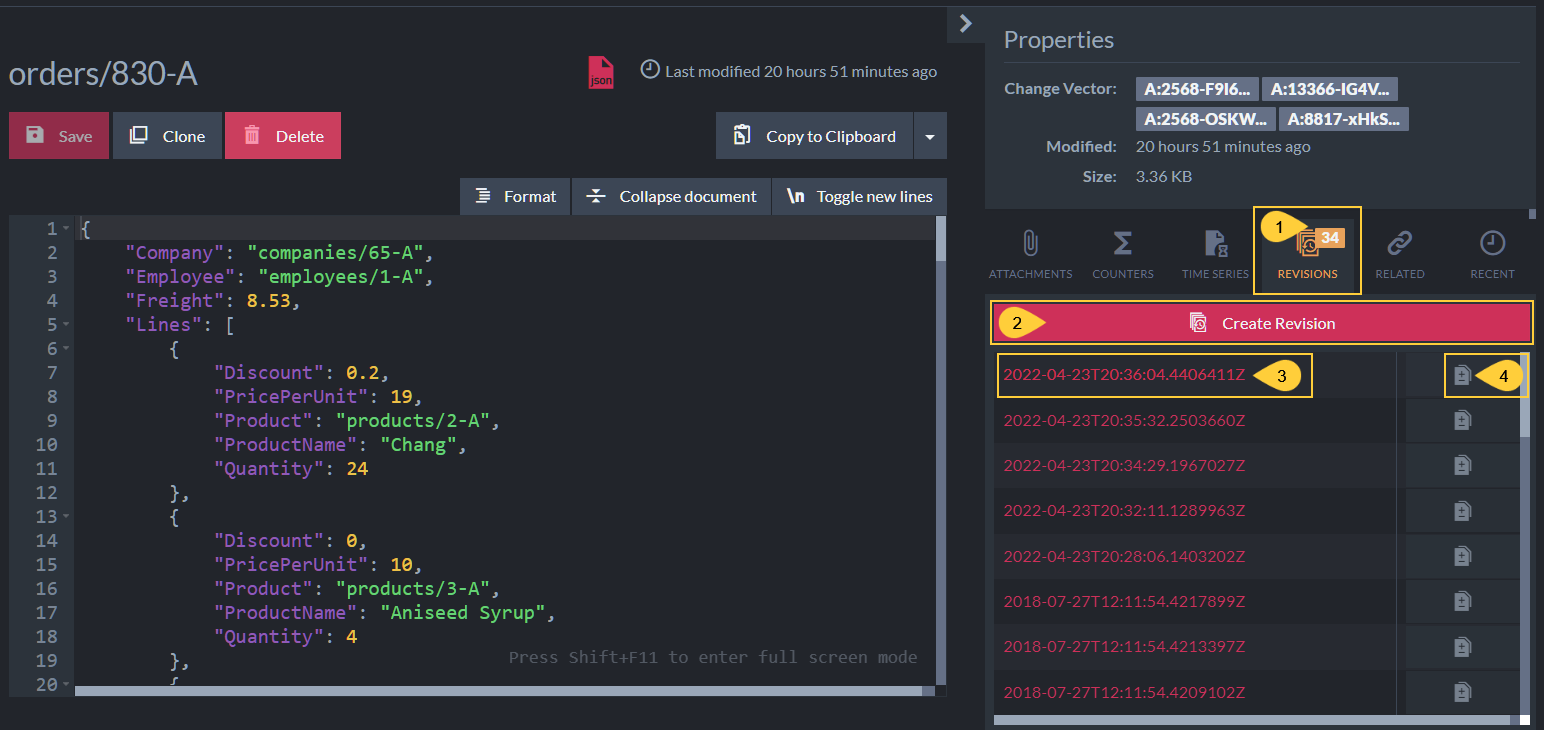 orders/830-A
json
Last modified 20 hours 51 minutes ago
Save
Clone
Delete
Copy to Clipboard
Format
Collapse document
\n Toggle new lines
1 {
2 "Company": "companies/65-A",
3 "Employee": "employees/1-A",
4 "Freight": 8.53,
5 "Lines": [
6 {
7 "Discount": 0.2,
8 "PricePerUnit": 19,
9 "Product": "products/2-A",
10 "ProductName": "Chang",
11 "Quantity": 24
12 },
13 {
14 "Discount": 0,
15 "PricePerUnit": 10,
16 "Product": "products/3-A",
17 "ProductName": "Aniseed Syrup",
18 "Quantity": 4
19 },
20 {
Press Shift+F11 to enter full screen mode
Properties
Change Vector: A:2568-F9I6... A:13366-IG4V...
A:2568-OSKW... A:8817-xHkS...
Modified: 20 hours 51 minutes ago
Size: 3.36 KB
ATTACHMENTS
COUNTERS
TIME SERIES
1
34
REVISIONS
RELATED
RECENT
2 Create Revision
2022-04-23T20:36:04.4406411Z 3 4
2022-04-23T20:35:32.2503660Z
2022-04-23T20:34:29.1967027Z
2022-04-23T20:32:11.1289963Z
2022-04-23T20:28:06.1403202Z
2018-07-27T12:11:54.4217899Z
2018-07-27T12:11:54.4213397Z
2018-07-27T12:11:54.4209102Z